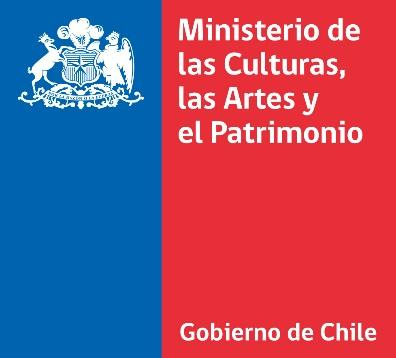 Ministerio de
las Culturas,
las Artes y
el Patrimonio
Gobierno de Chile